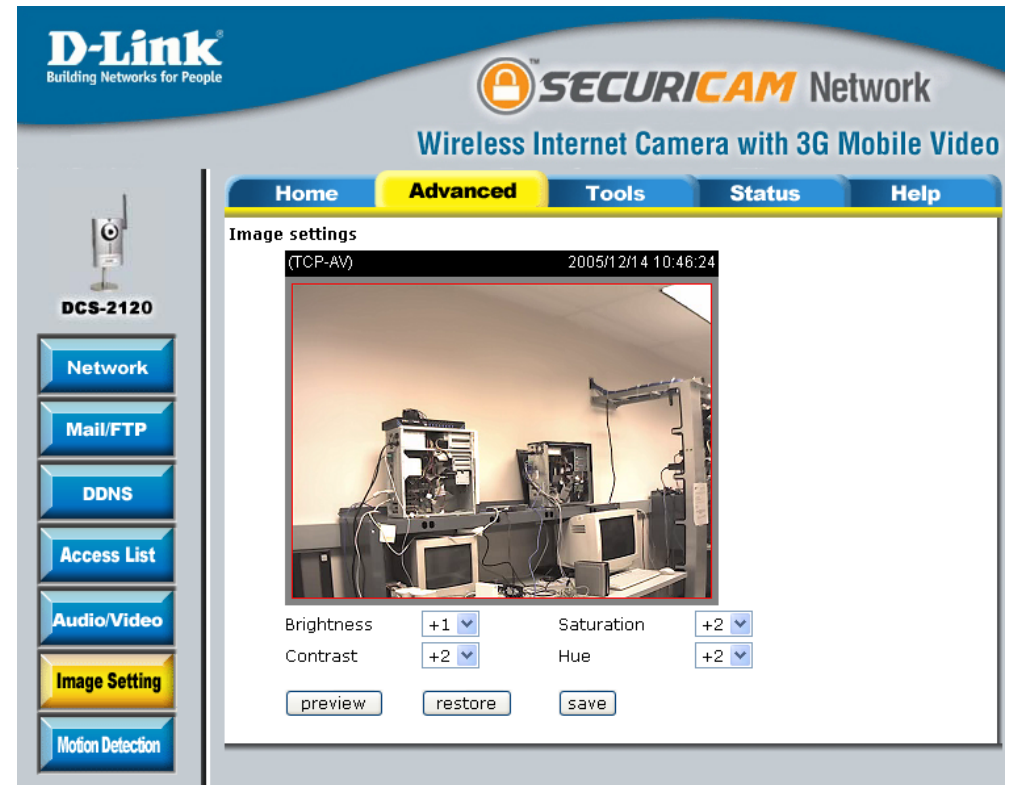 D-Link®
Building Networks for People
SECURICAM™ Network
Wireless Internet Camera with 3G Mobile Video
DCS-2120
Home Advanced Tools Status Help
Network
Mail/FTP
DDNS
Access List
Audio/Video
Image Setting
Motion Detection
Image settings
(TCP-AV) 2005/12/14 10:46:24
Brightness +1 Saturation +2
Contrast +2 Hue +2
preview restore save